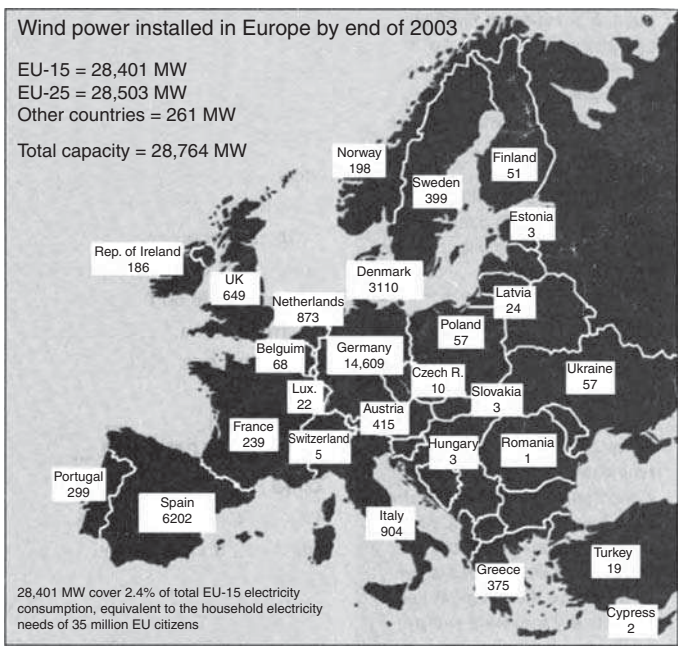 Wind power installed in Europe by end of 2003
EU-15 = 28,401 MW
EU-25 = 28,503 MW
Other countries = 261 MW
Total capacity = 28,764 MW
Norway
198
Finland
51
Sweden
399
Estonia
3
Rep. of Ireland
186
UK
649
Denmark
3110
Netherlands
873
Latvia
24
Poland
57
Belguim
68
Germany
14,609
Czech R.
10
Ukraine
57
Lux.
22
Slovakia
3
Austria
415
France
239
Switzerland
5
Hungary
3
Romania
1
Portugal
299
Spain
6202
Italy
904
Turkey
19
Greece
375
Cypress
2
28,401 MW cover 2.4% of total EU-15 electricity
consumption, equivalent to the household electricity
needs of 35 million EU citizens